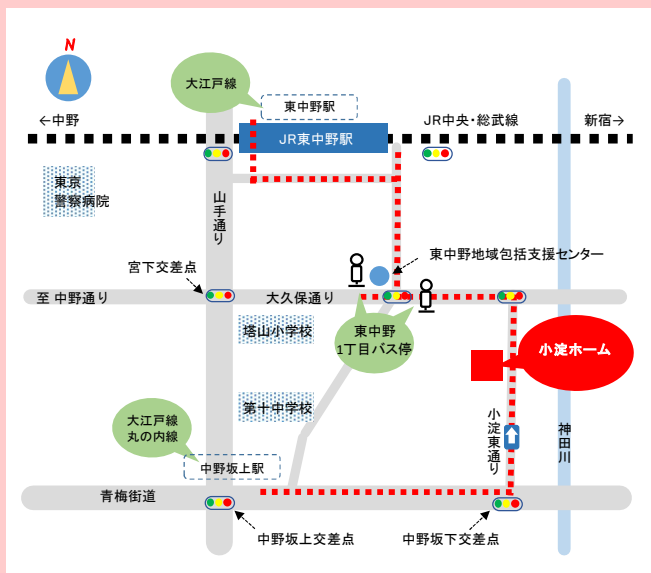 N
大江戸線
東中野駅
←中野
JR中央・総武線
新宿→
JR東中野駅
東京
警察病院
山手通り
東中野地域包括支援センター
宮下交差点
至 中野通り
大久保通り
塔山小学校
東中野
1丁目バス停
小淀ホーム
第十中学校
大江戸線
丸の内線
小淀東通り
神田川
中野坂上駅
青梅街道
中野坂上交差点
中野坂下交差点